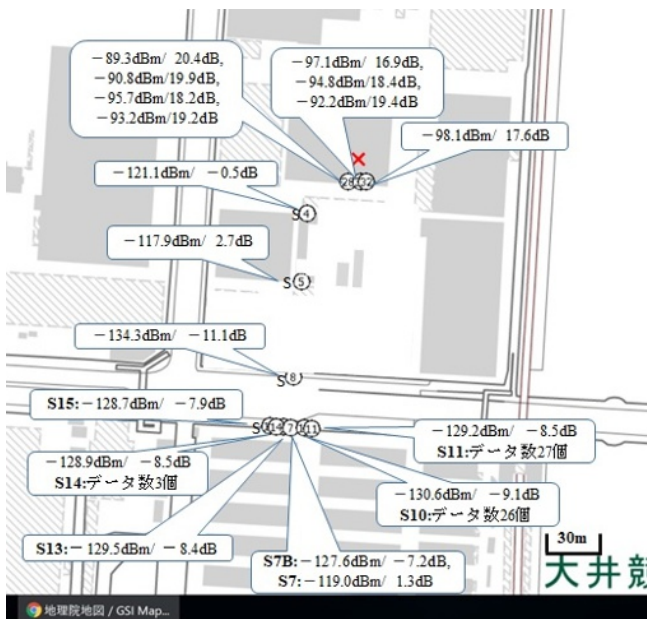 －89.3dBm/ 20.4dB,
－90.8dBm/19.9dB,
－95.7dBm/18.2dB,
－93.2dBm/19.2dB
－97.1dBm/ 16.9dB,
－94.8dBm/18.4dB,
－92.2dBm/19.4dB
－98.1dBm/ 17.6dB
28
32
－121.1dBm/ －0.5dB
S4
－117.9dBm/ 2.7dB
S5
－134.3dBm/ －11.1dB
S8
S15:－128.7dBm/ －7.9dB
S
14
7
11
－129.2dBm/ －8.5dB
S11:データ数27個
－128.9dBm/ －8.5dB
S14:データ数3個
－130.6dBm/ －9.1dB
S10:データ数26個
S13:－129.5dBm/ －8.4dB
S7B:－127.6dBm/ －7.2dB,
S7:－119.0dBm/ 1.3dB
30m
大井競
地理院地図 / GSI Map...